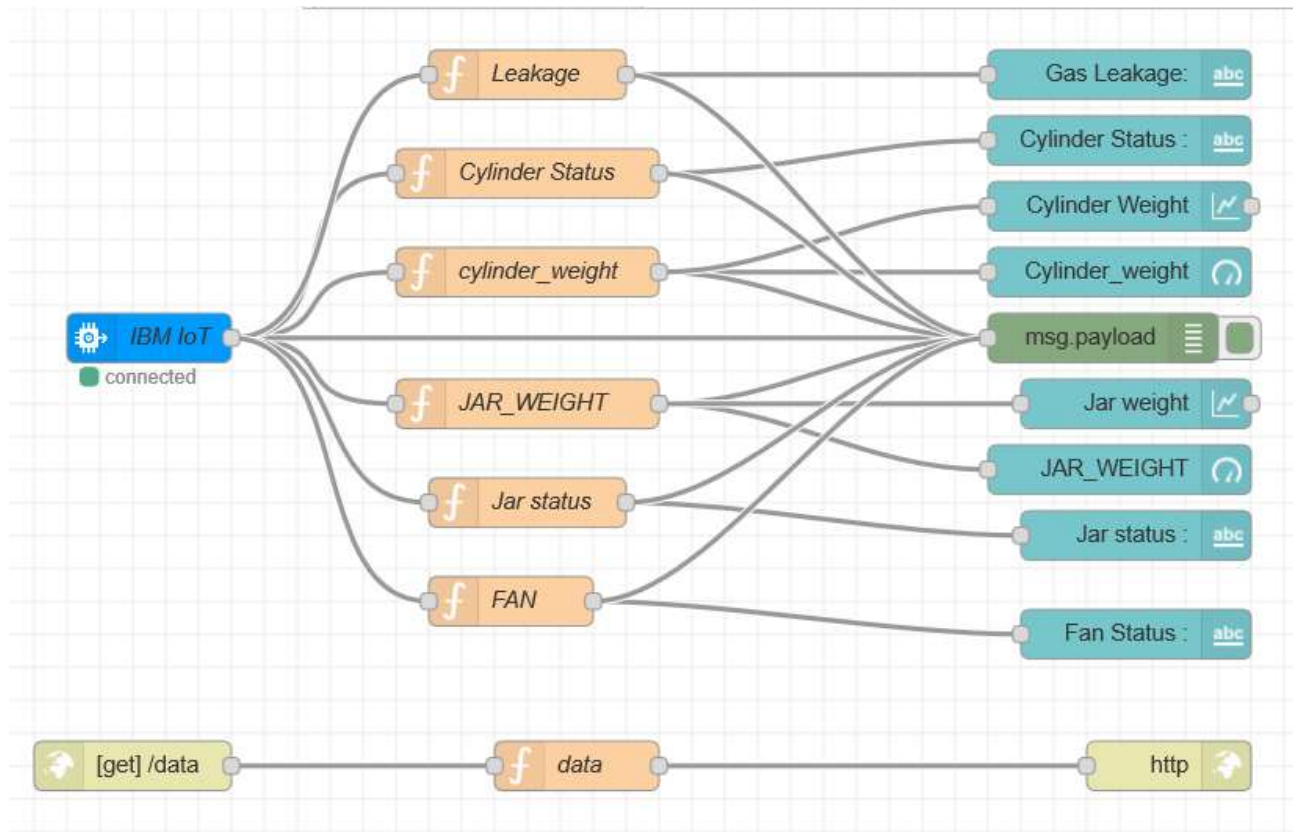 Leakage
Gas Leakage: abc
Cylinder Status :  abc
Cylinder Status
Cylinder Weight
cylinder_weight
Cylinder_weight
IBM IoT
msg.payload
connected
JAR_WEIGHT
Jar weight
JAR_WEIGHT
Jar status
Jar status : abc
FAN
Fan Status : abc
[get] /data
data
http